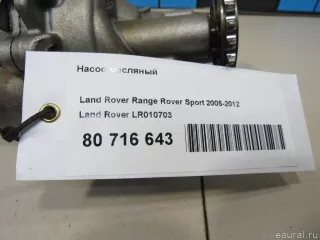 Насос масляный
Land Rover Range Rover Sport 2005-2012
Land Rover LR010703
80 716 643
eaural.ru